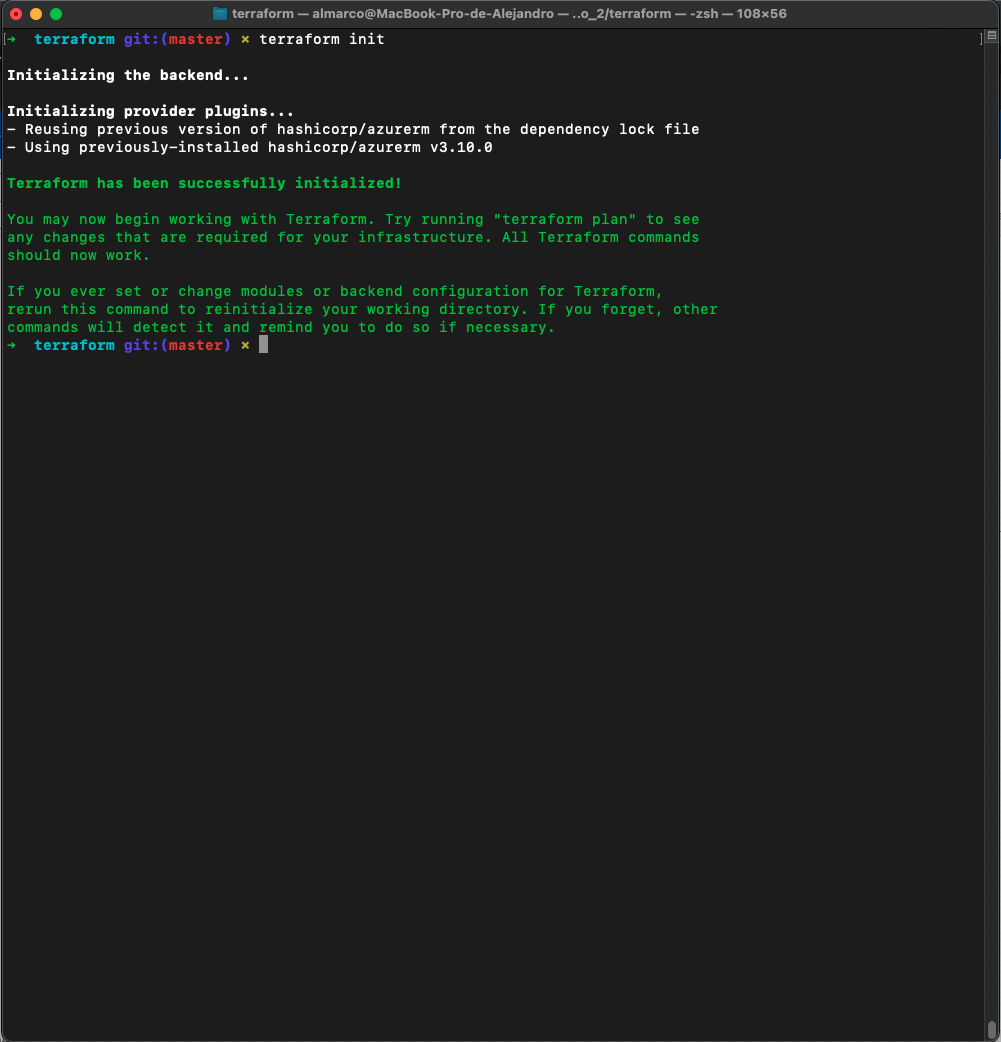 terraform — almarco@MacBook-Pro-de-Alejandro — ..o_2/terraform — -zsh — 108×56
[➜  terraform git:(master) ✗ terraform init ]
Initializing the backend...
Initializing provider plugins...
- Reusing previous version of hashicorp/azurerm from the dependency lock file
- Using previously-installed hashicorp/azurerm v3.10.0
Terraform has been successfully initialized!
You may now begin working with Terraform. Try running "terraform plan" to see
any changes that are required for your infrastructure. All Terraform commands
should now work.
If you ever set or change modules or backend configuration for Terraform,
rerun this command to reinitialize your working directory. If you forget, other
commands will detect it and remind you to do so if necessary.
➜  terraform git:(master) ✗